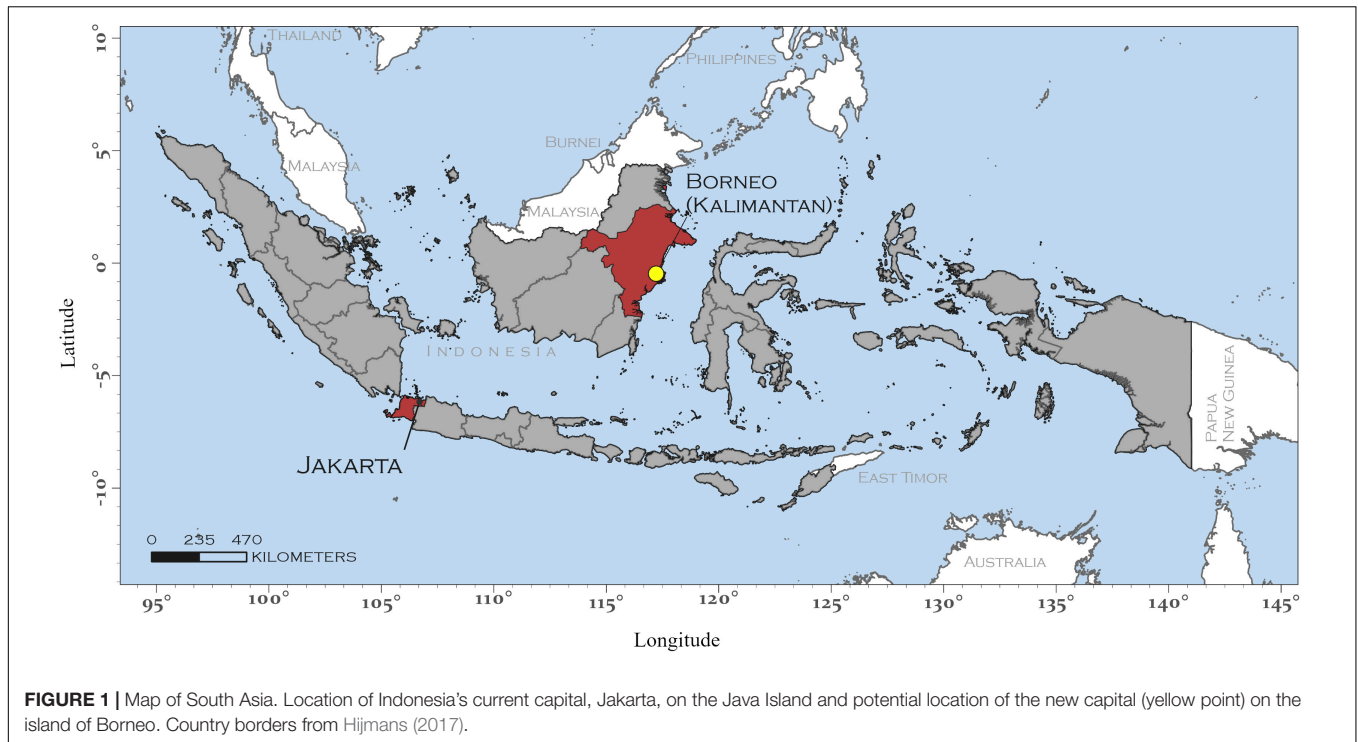 THAILAND
PHILIPPINES
BURNEI
MALAYSIA
MALAYSIA
BORNEO
(KALIMANTAN)
INDONESIA
JAKARTA
EAST TIMOR
PAPUA
NEW GUINEA
AUSTRALIA
0 235 470
KILOMETERS
10°
5°
0°
-5°
-10°
Latitude
95° 100° 105° 110° 115° 120° 125° 130° 135° 140° 145°
Longitude
FIGURE 1 | Map of South Asia. Location of Indonesia's current capital, Jakarta, on the Java Island and potential location of the new capital (yellow point) on the
island of Borneo. Country borders from Hijmans (2017).